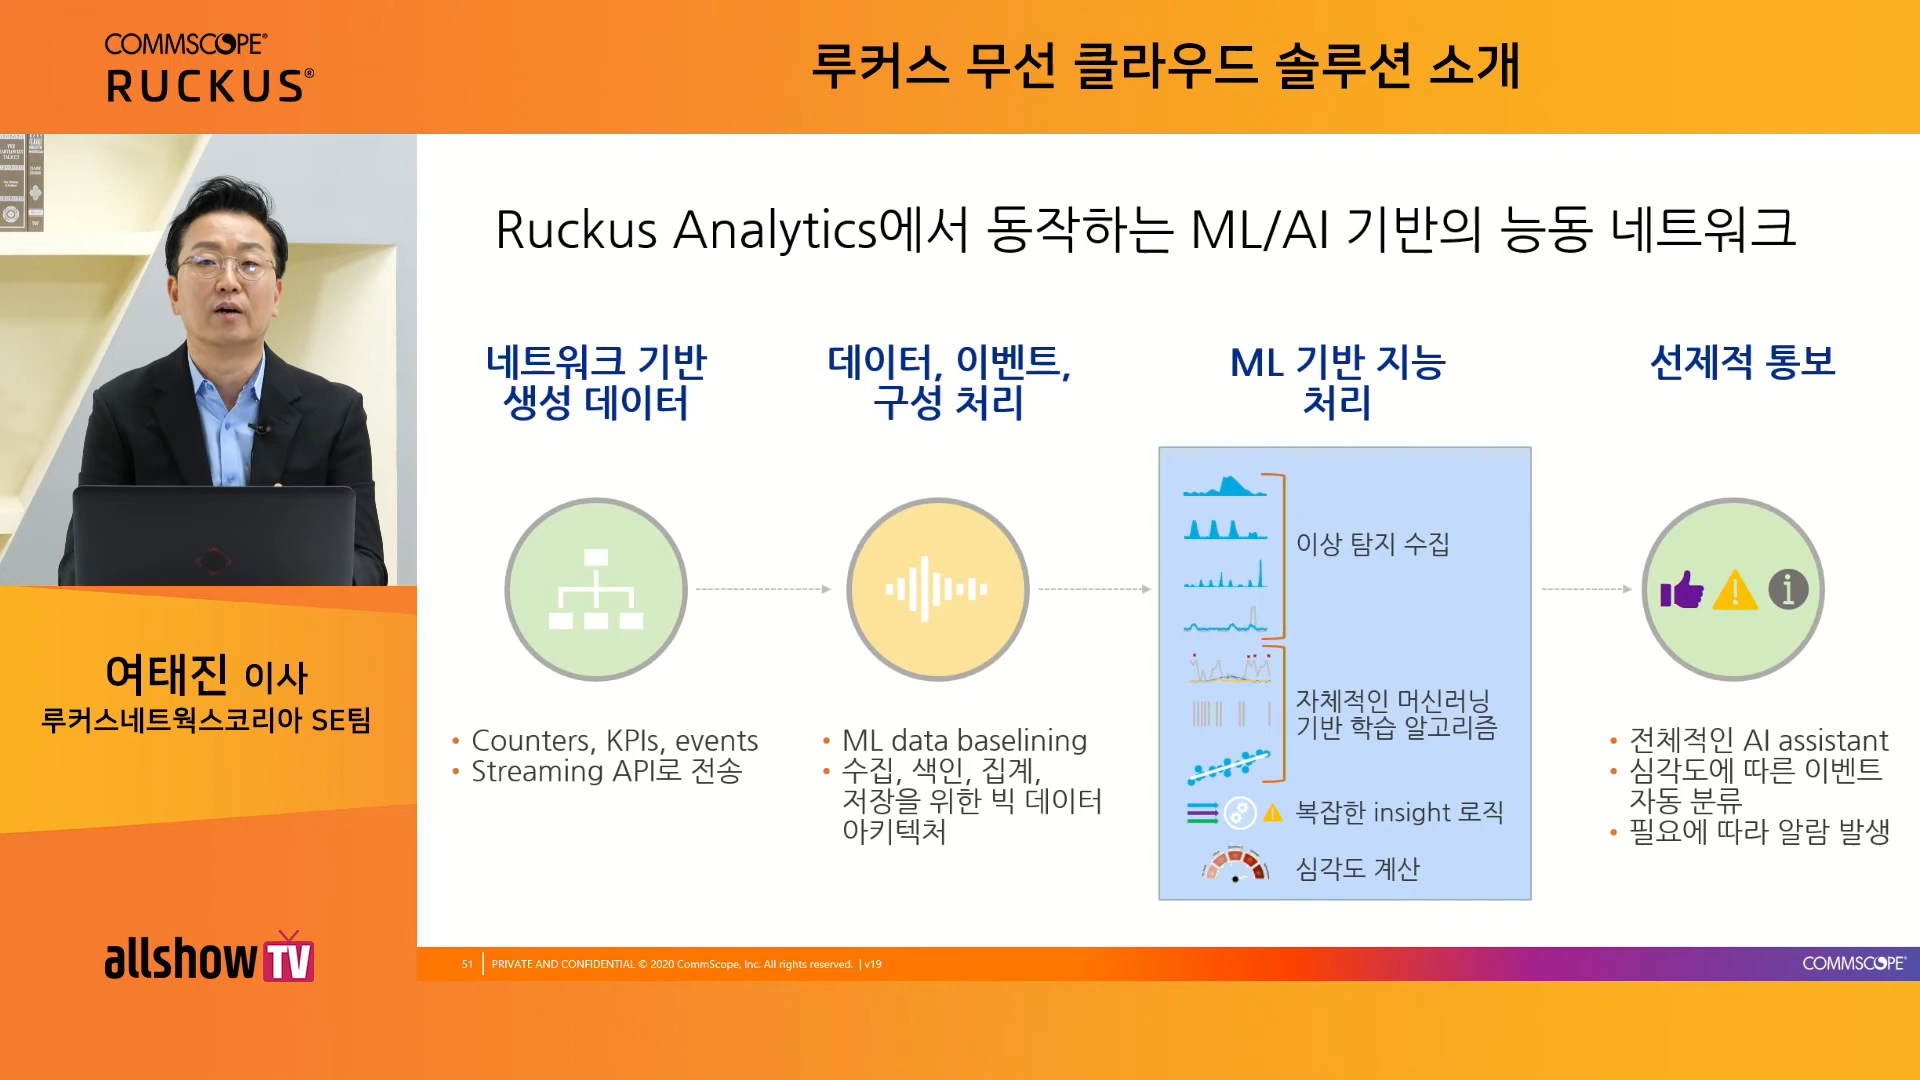 COMMSCOPE®
RUCKUS®
루커스 무선 클라우드 솔루션 소개
Ruckus Analytics에서 동작하는 ML/AI 기반의 능동 네트워크
네트워크 기반
생성 데이터
Counters, KPIs, events
Streaming API로 전송
데이터, 이벤트,
구성 처리
ML data baselining
수집, 색인, 집계,
저장을 위한 빅 데이터
아키텍처
ML 기반 지능
처리
이상 탐지 수집
자체적인 머신러닝
기반 학습 알고리즘
복잡한 insight 로직
심각도 계산
선제적 통보
전체적인 AI assistant
심각도에 따른 이벤트
자동 분류
필요에 따라 알람 발생
여태진 이사
루커스네트웍스코리아 SE팀
allshowTV
51 | PRIVATE AND CONFIDENTIAL © 2020 CommScope, Inc. All rights reserved. | v19
COMMSCOPE®